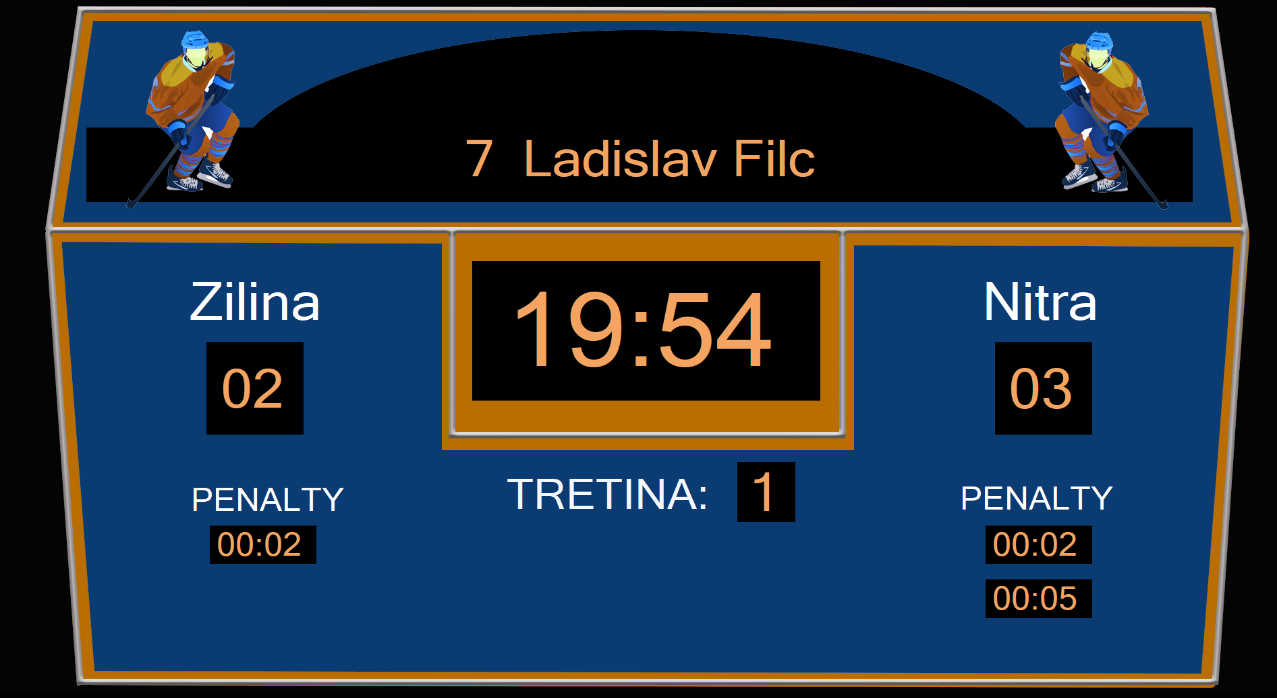 7 Ladislav Filc
Zilina
19:54
Nitra
02
03
TRETINA: 1
PENALTY
PENALTY
00:02
00:02
00:05